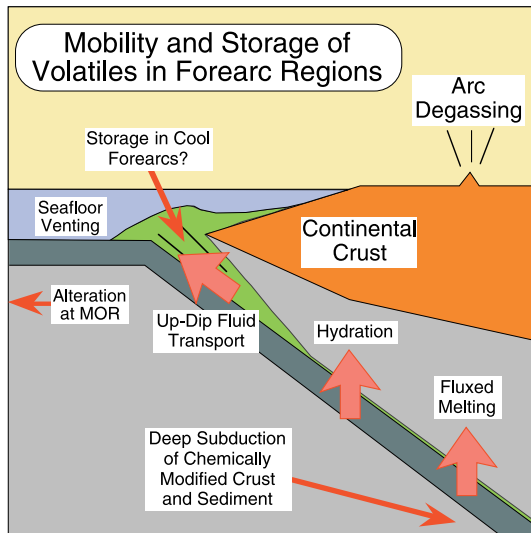 Mobility and Storage of
Volatiles in Forearc Regions
Arc
Degassing
Storage in Cool
Forearcs?
Seafloor
Venting
Continental
Crust
Alteration
at MOR
Up-Dip Fluid
Transport
Hydration
Fluxed
Melting
Deep Subduction
of Chemically
Modified Crust
and Sediment